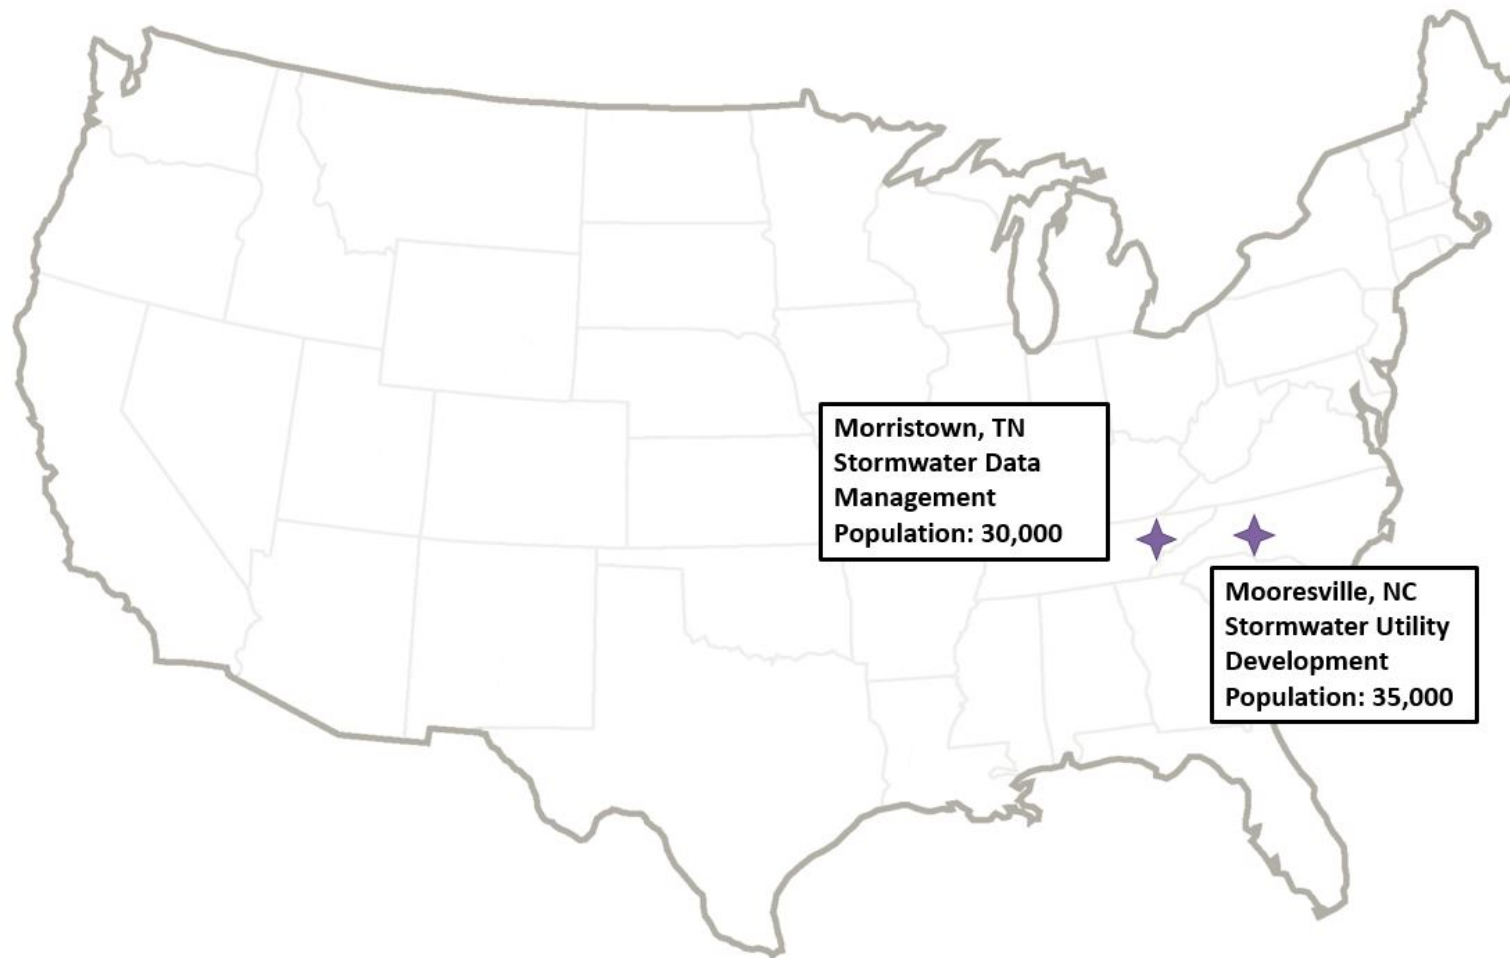 Morristown, TN
Stormwater Data
Management
Population: 30,000
Mooresville, NC
Stormwater Utility
Development
Population: 35,000